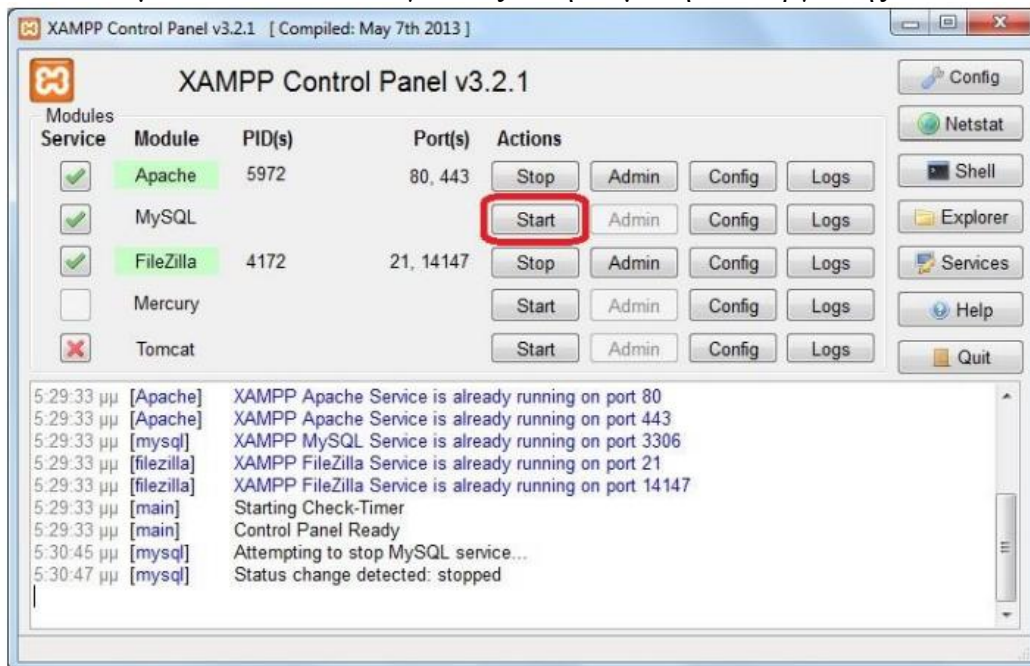 XAMPP Control Panel v3.2.1 [ Compiled: May 7th 2013 ]
XAMPP Control Panel v3.2.1
Config
Modules
Netstat
Service Module PID(s) Port(s) Actions
Apache 5972 80, 443 Stop Admin Config Logs Shell
MySQL Start Admin Config Logs Explorer
FileZilla 4172 21, 14147 Stop Admin Config Logs Services
Mercury Start Admin Config Logs Help
Tomcat Start Admin Config Logs Quit
5:29:33 μμ [Apache] XAMPP Apache Service is already running on port 80
5:29:33 μμ [Apache] XAMPP Apache Service is already running on port 443
5:29:33 μμ [mysql] XAMPP MySQL Service is already running on port 3306
5:29:33 μμ [filezilla] XAMPP FileZilla Service is already running on port 21
5:29:33 μμ [filezilla] XAMPP FileZilla Service is already running on port 14147
5:29:33 μμ [main] Starting Check-Timer
5:29:33 μμ [main] Control Panel Ready
5:30:45 μμ [mysql] Attempting to stop MySQL service...
5:30:47 μμ [mysql] Status change detected: stopped